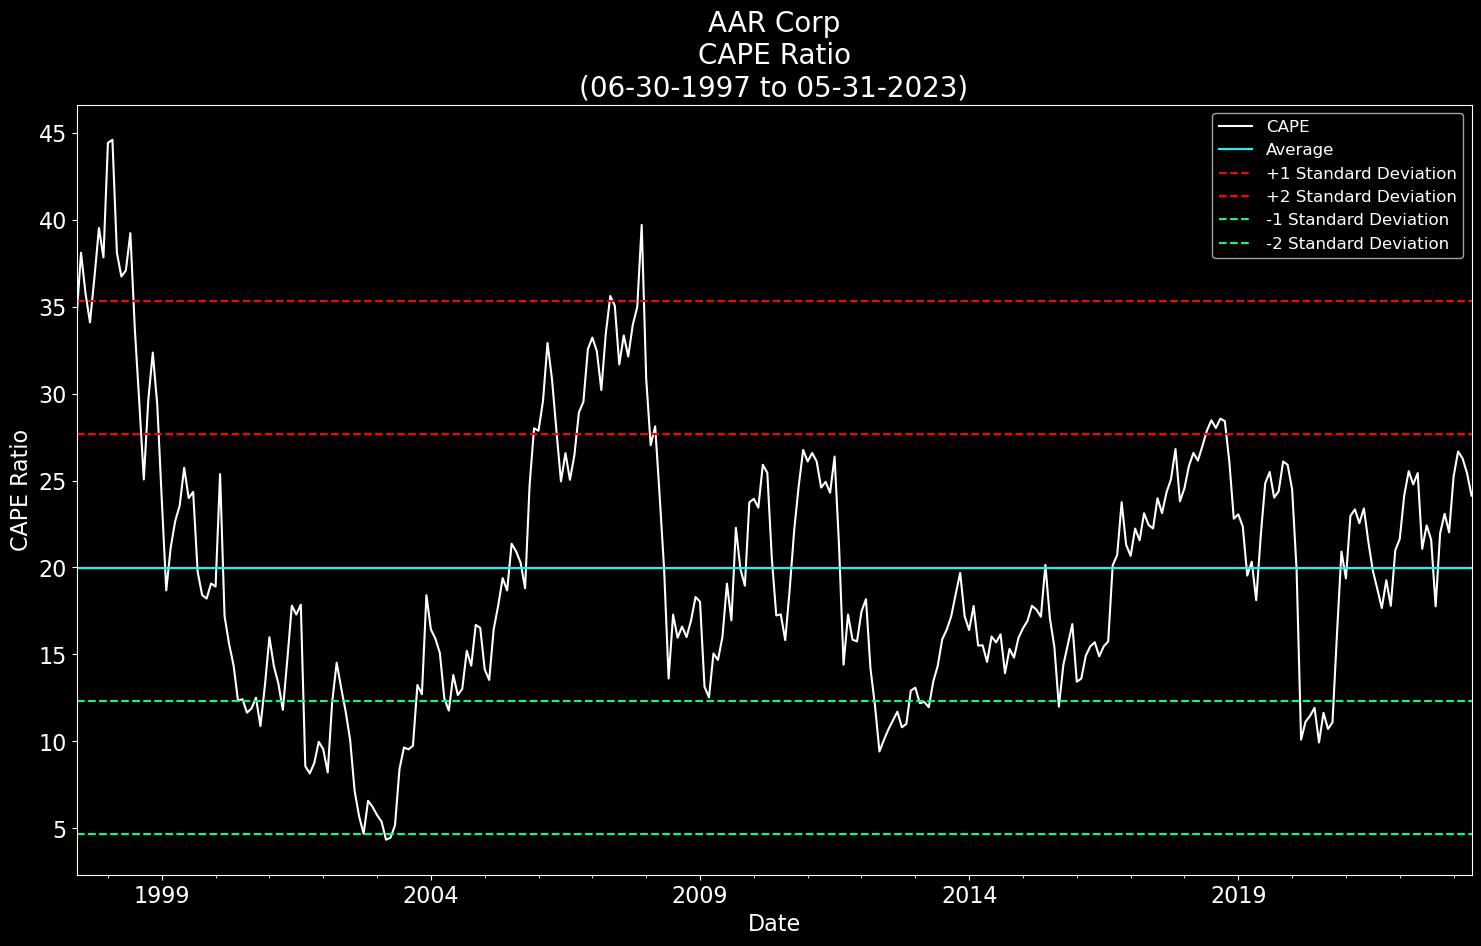 AAR Corp
CAPE Ratio
(06-30-1997 to 05-31-2023)
CAPE
Average
+1 Standard Deviation
+2 Standard Deviation
-1 Standard Deviation
-2 Standard Deviation
45
40
35
30
25
20
15
10
5
CAPE Ratio
1999
2004
2009
2014
2019
Date